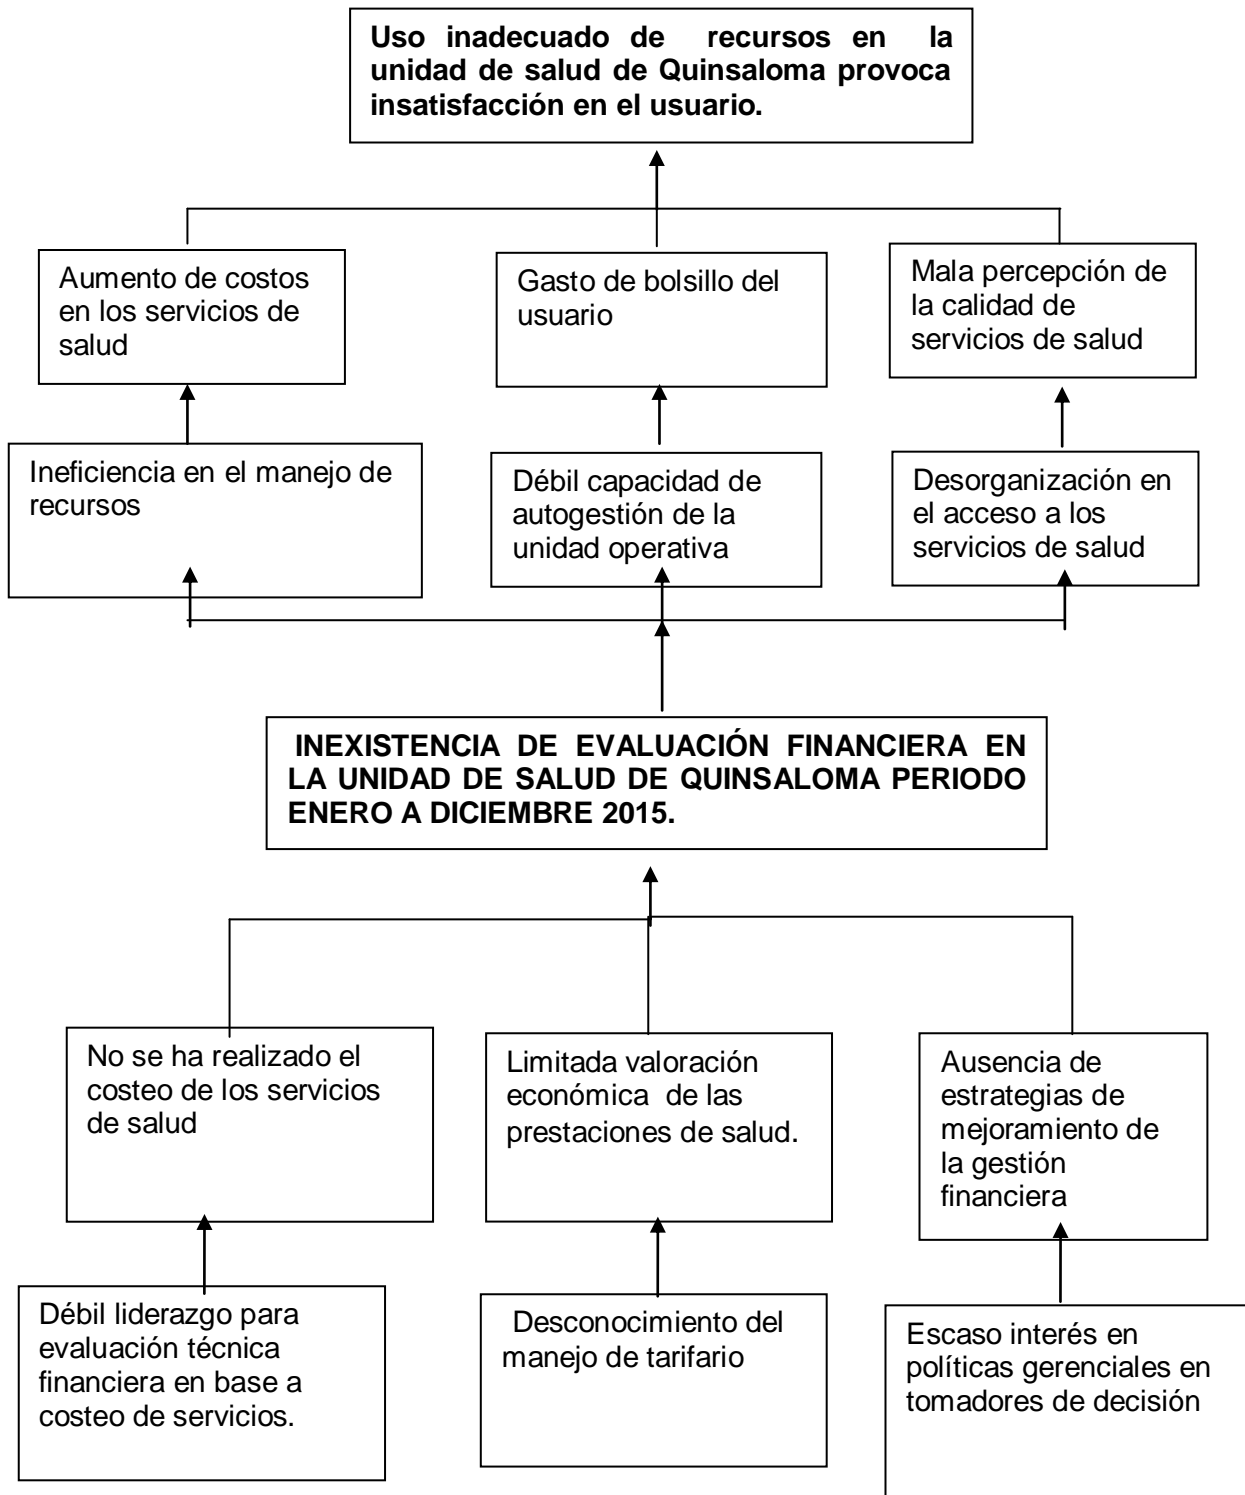 Uso inadecuado de recursos en la
unidad de salud de Quinsaloma provoca
insatisfacción en el usuario.
Aumento de costos
en los servicios de
salud
Gasto de bolsillo del
usuario
Mala percepción de
la calidad de
servicios de salud
Ineficiencia en el manejo de
recursos
Débil capacidad de
autogestión de la
unidad operativa
Desorganización en
el acceso a los
servicios de salud
INEXISTENCIA DE EVALUACIÓN FINANCIERA EN
LA UNIDAD DE SALUD DE QUINSALOMA PERIODO
ENERO A DICIEMBRE 2015.
No se ha realizado el
costeo de los servicios
de salud
Limitada valoración
económica de las
prestaciones de salud.
Ausencia de
estrategias de
mejoramiento de
la gestión
financiera
Débil liderazgo para
evaluación técnica
financiera en base a
costeo de servicios.
Desconocimiento del
manejo de tarifario
Escaso interés en
políticas gerenciales en
tomadores de decisión